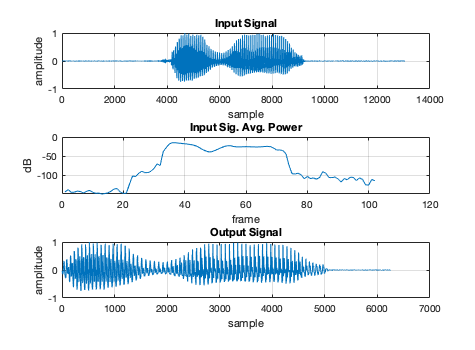 Input Signal
amplitude
1
0
-1
0 2000 4000 6000 8000 10000 12000 14000
sample
Input Sig. Avg. Power
dB
0
-50
-100
0 20 40 60 80 100 120
frame
Output Signal
amplitude
1
0
-1
0 1000 2000 3000 4000 5000 6000 7000
sample